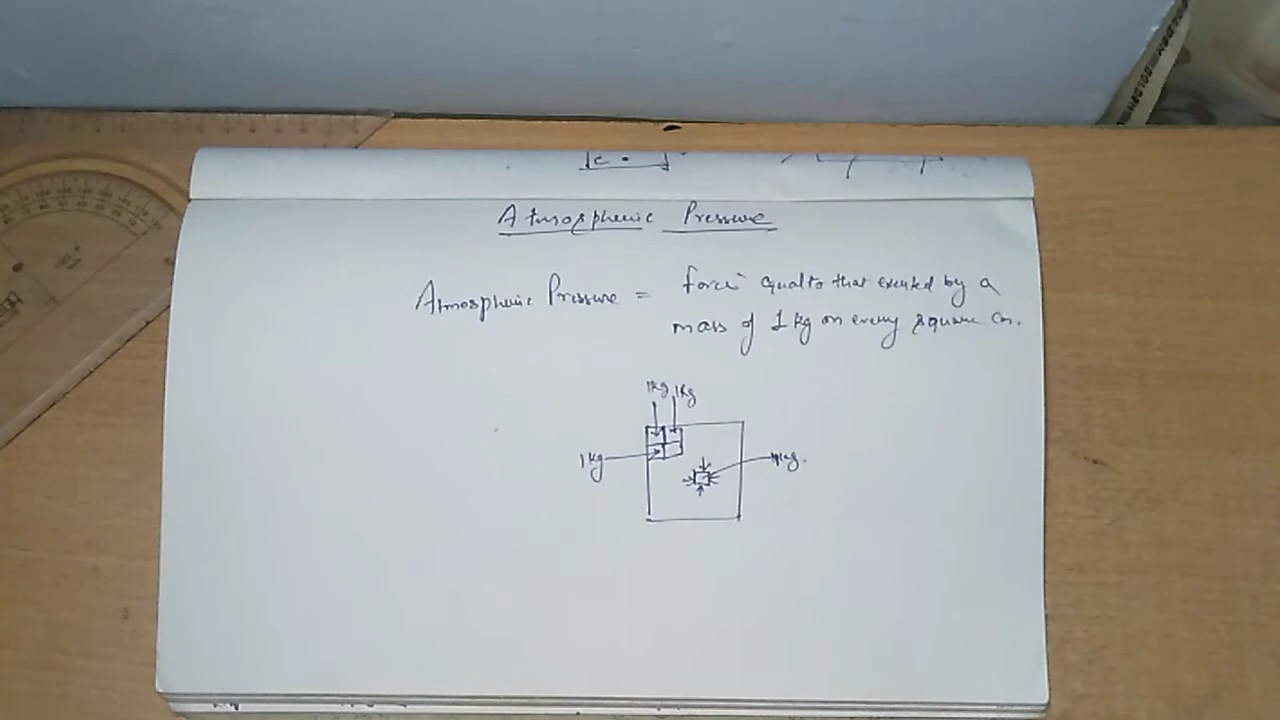 Atmospheric Pressure
Atmospheric Pressure = force equal to that exerted by a
mass of 1 kg on every square cm.
1kg 1kg
1kg